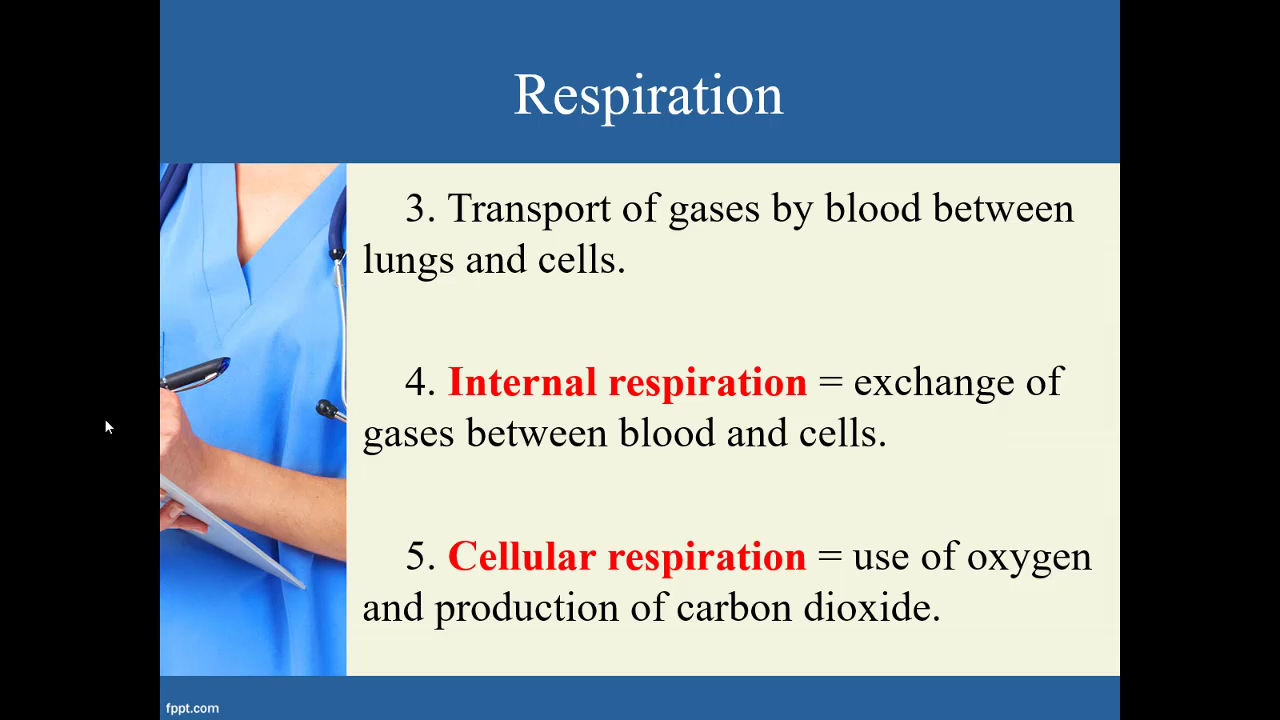 Respiration
3. Transport of gases by blood between
lungs and cells.
4. Internal respiration = exchange of
gases between blood and cells.
5. Cellular respiration = use of oxygen
and production of carbon dioxide.
fppt.com